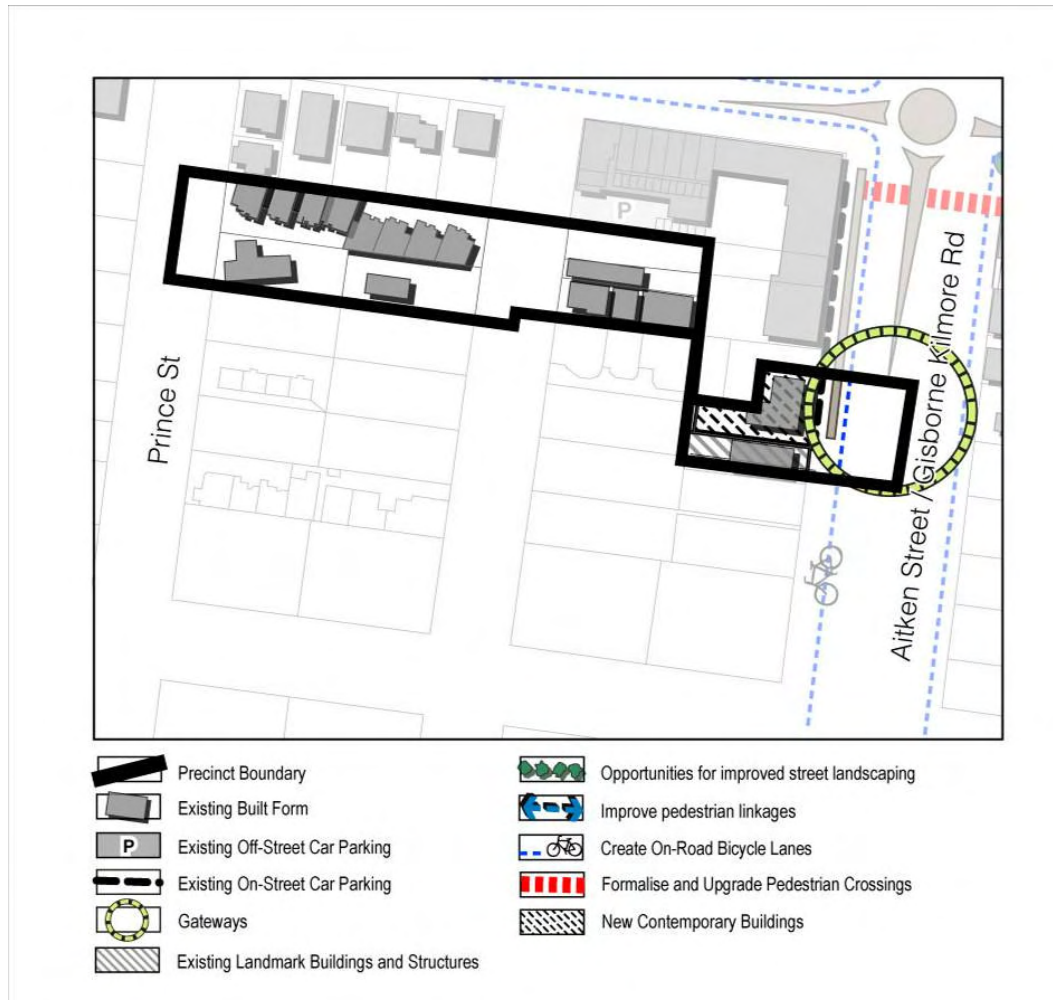 P
Prince St
Aitken Street / Gisborne Kilmore Rd
Precinct Boundary
Existing Built Form
P
Existing Off-Street Car Parking
Existing On-Street Car Parking
Gateways
Existing Landmark Buildings and Structures
Opportunities for improved street landscaping
Improve pedestrian linkages
Create On-Road Bicycle Lanes
Formalise and Upgrade Pedestrian Crossings
New Contemporary Buildings